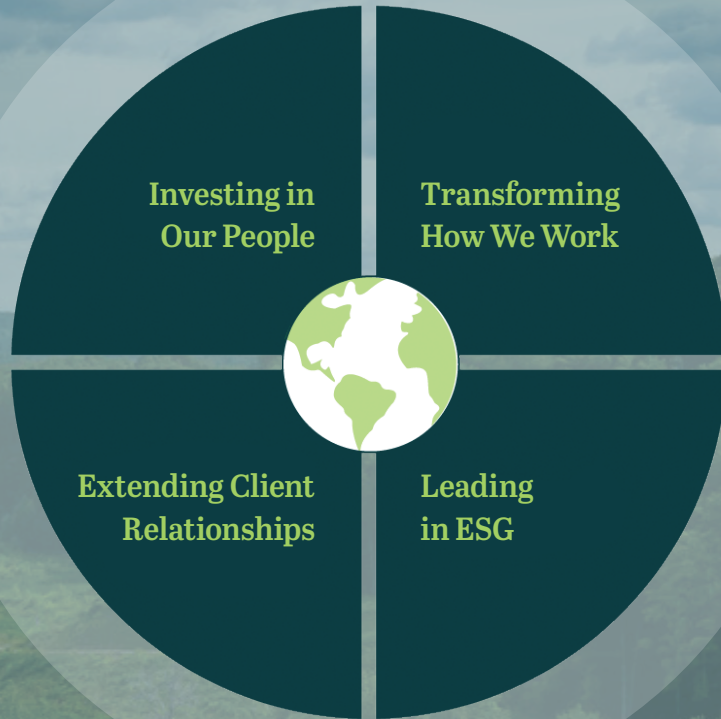 Investing in
Our People
Transforming
How We Work
Extending Client
Relationships
Leading
in ESG